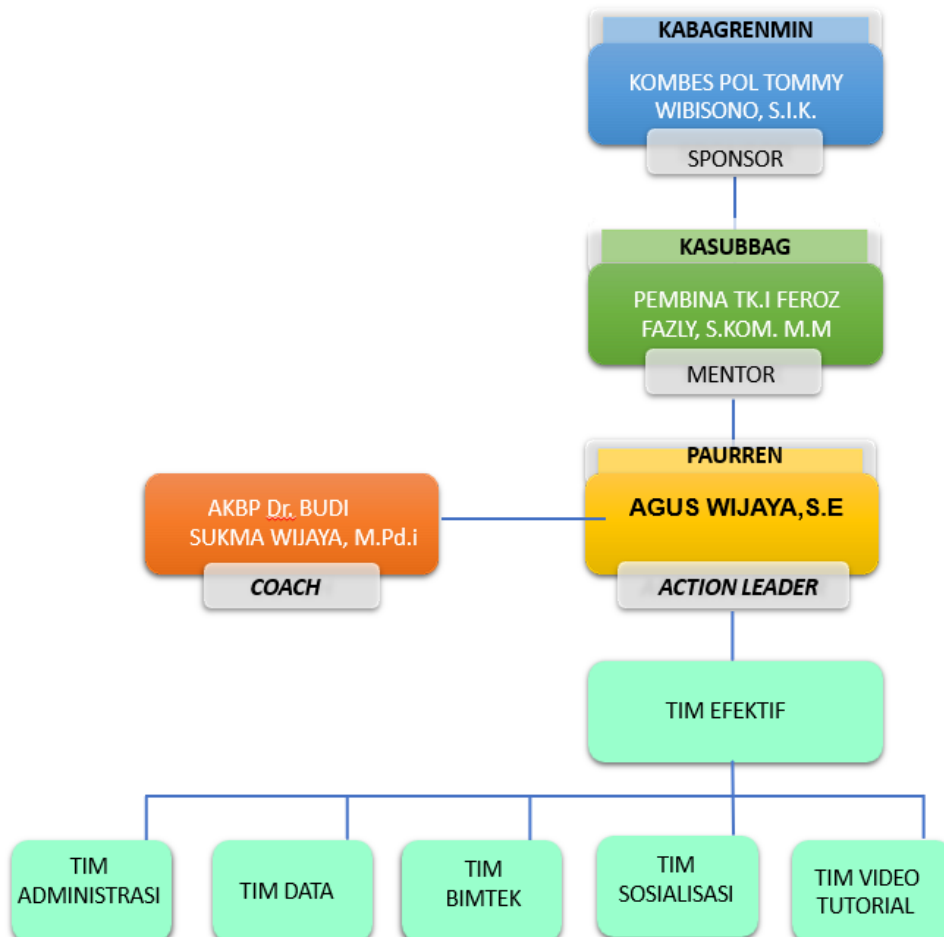 KABAGRENMIN
KOMBES POL TOMMY
WIBISONO, S.I.K.
SPONSOR
KASUBBAG
PEMBINA TK.I FEROZ
FAZLY, S.KOM. M.M
MENTOR
PAURREN
AGUS WIJAYA,S.E
ACTION LEADER
AKBP Dr. BUDI
SUKMA WIJAYA, M.Pd.i
COACH
TIM EFEKTIF
TIM
ADMINISTRASI
TIM DATA
TIM
BIMTEK
TIM
SOSIALISASI
TIM VIDEO
TUTORIAL